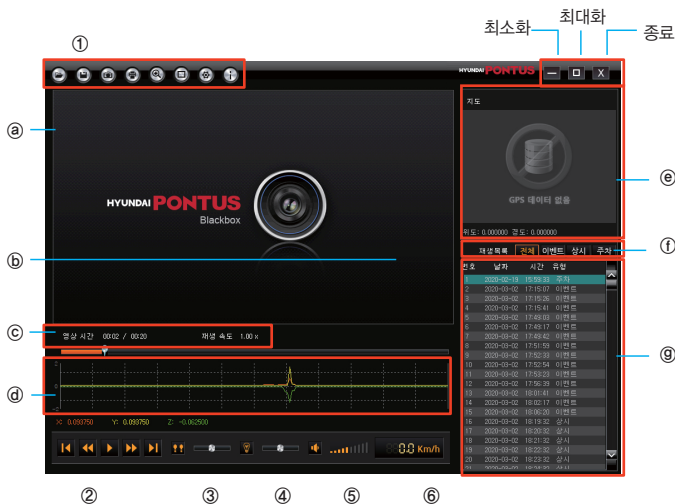 최소화 최대화 종료
①
HYUNDAI PONTUS
X
ⓐ
지도
GPS 데이터 없음
ⓔ
HYUNDAI PONTUS
Blackbox
ⓑ
위도: 0.000000 경도: 0.000000
재생목록 전체 이벤트 상시 주차
ⓕ
번호 날짜 시간 유형
1 2020-02-19 15:59:33 주차
2 2020-03-02 17:15:07 이벤트
3 2020-03-02 17:15:26 이벤트
4 2020-03-02 17:15:41 이벤트
5 2020-03-02 17:49:03 이벤트
6 2020-03-02 17:49:17 이벤트
7 2020-03-02 17:49:42 이벤트
8 2020-03-02 17:51:59 이벤트
9 2020-03-02 17:52:33 이벤트
10 2020-03-02 17:52:54 이벤트
11 2020-03-02 17:53:23 이벤트
12 2020-03-02 17:56:39 이벤트
13 2020-03-02 18:01:41 이벤트
14 2020-03-02 18:02:17 이벤트
15 2020-03-02 18:06:20 이벤트
16 2020-03-02 18:19:32 상시
17 2020-03-02 18:20:32 상시
18 2020-03-02 18:21:32 상시
19 2020-03-02 18:22:32 상시
20 2020-03-02 18:23:32 상시
21 2020-03-02 18:24:32 상시
ⓖ
ⓒ
영상 시간 00:02 / 00:20 재생 속도 1.00 x
ⓓ
2
0
-2
X: 0.093750 Y: 0.093750 Z: -0.062500
0.0 Km/h
② ③ ④ ⑤ ⑥